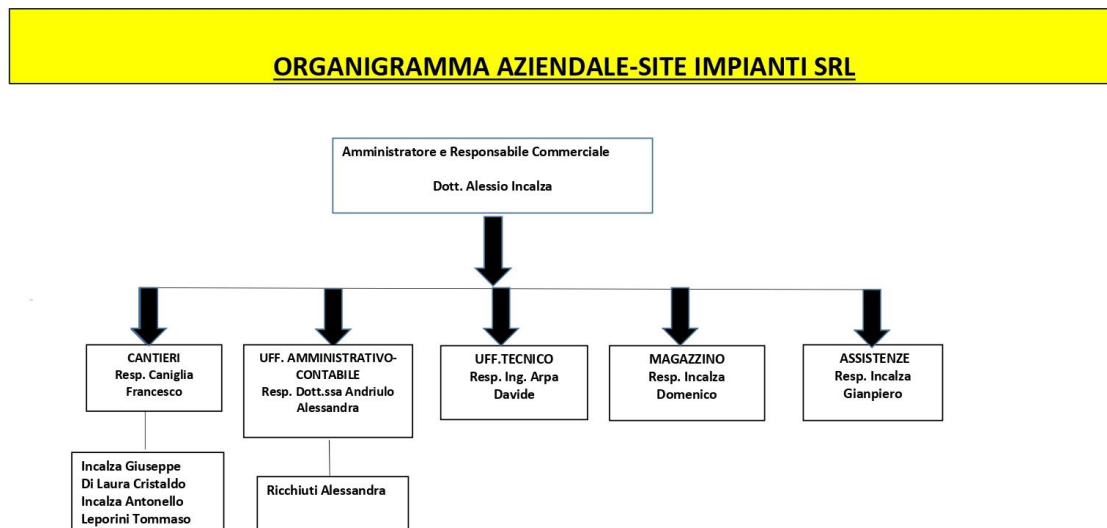 ORGANIGRAMMA AZIENDALE-SITE IMPIANTI SRL
Amministratore e Responsabile Commerciale
Dott. Alessio Incalza
CANTIERI
Resp. Caniglia
Francesco
UFF. AMMINISTRATIVO-
CONTABILE
Resp. Dott.ssa Andriulo
Alessandra
UFF.TECNICO
Resp. Ing. Arpa
Davide
MAGAZZINO
Resp. Incalza
Domenico
ASSISTENZE
Resp. Incalza
Gianpiero
Incalza Giuseppe
Di Laura Cristaldo
Incalza Antonello
Leporini Tommaso
Ricchiuti Alessandra